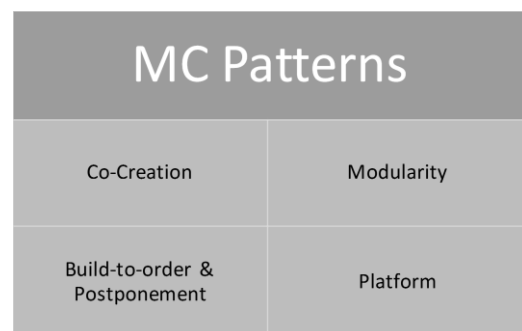 MC Patterns
Co-Creation
Modularity
Build-to-order &
Postponement
Platform